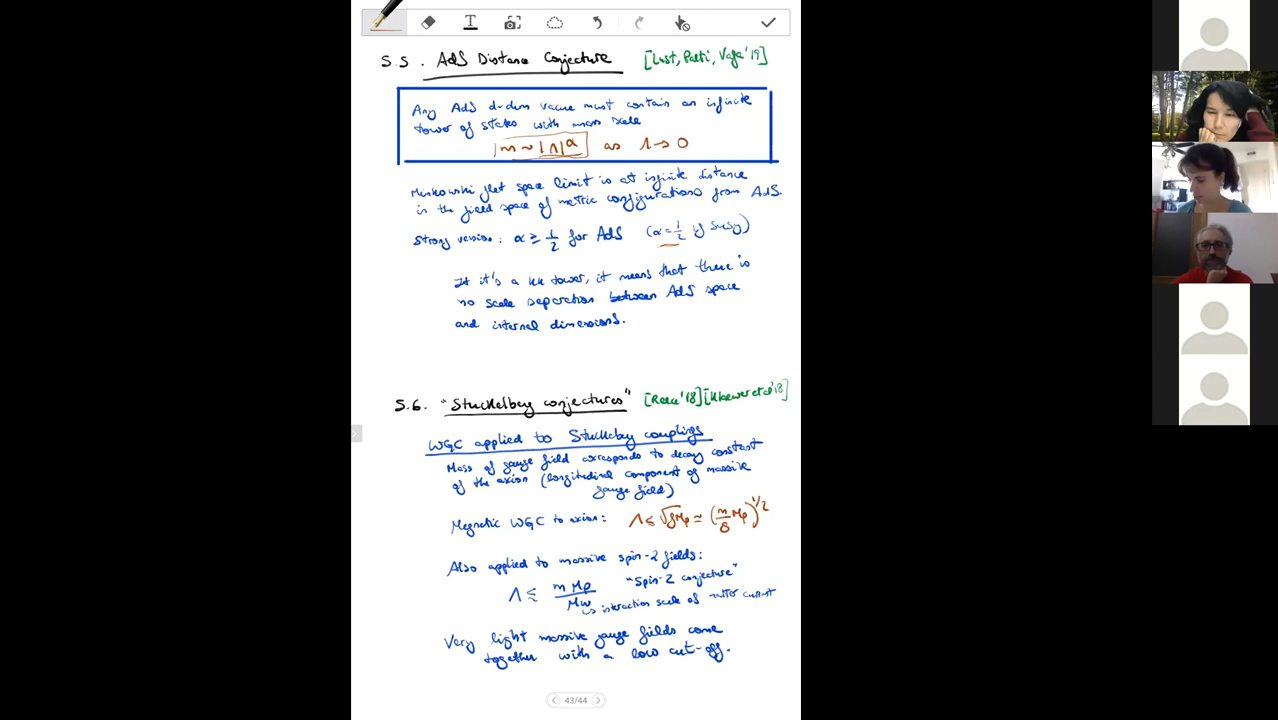 T
5.5. AdS Distance Conjecture [Lust, Palti, Vafa '19]
Any AdS d-dim vacua must contain an infinite
tower of states with mass scale
m ~ |Λ|^α as Λ → 0
Minkowski flat space limit is at infinite distance
in the field space of metric configurations from AdS.
Strong version: α ≥ 1/2 for AdS (α = 1/2 if SUSY)
If it's a KK tower, it means that there is
no scale separation between AdS space
and internal dimensions.
5.6. "Stuckelberg conjectures" [Reece '18] [Klaewer et al '18]
WGC applied to Stuckelberg couplings
Mass of gauge field corresponds to decay constant
of the axion (longitudinal component of massive
gauge field)
Magnetic WGC to axion: Λ ≤ √f Mp ≃ (m/g Mp)^1/2
Also applied to massive spin-2 fields:
Λ ≲ m Mp / Mw "Spin-2 conjecture"
↳ interaction scale of matter current
Very light massive gauge fields come
together with a low cut-off.
43/44